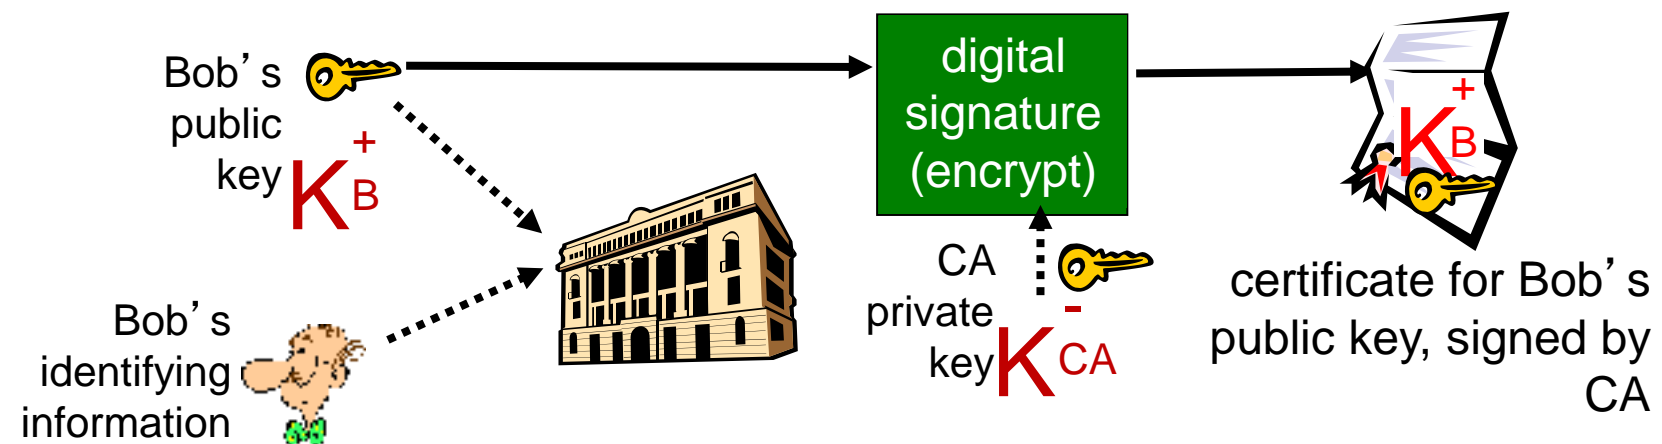 Bob’s
public
key
K
+
B
Bob’s
identifying
information
digital
signature
(encrypt)
CA
private
key
K
-
CA
K
+
B
certificate for Bob’s
public key, signed by
CA